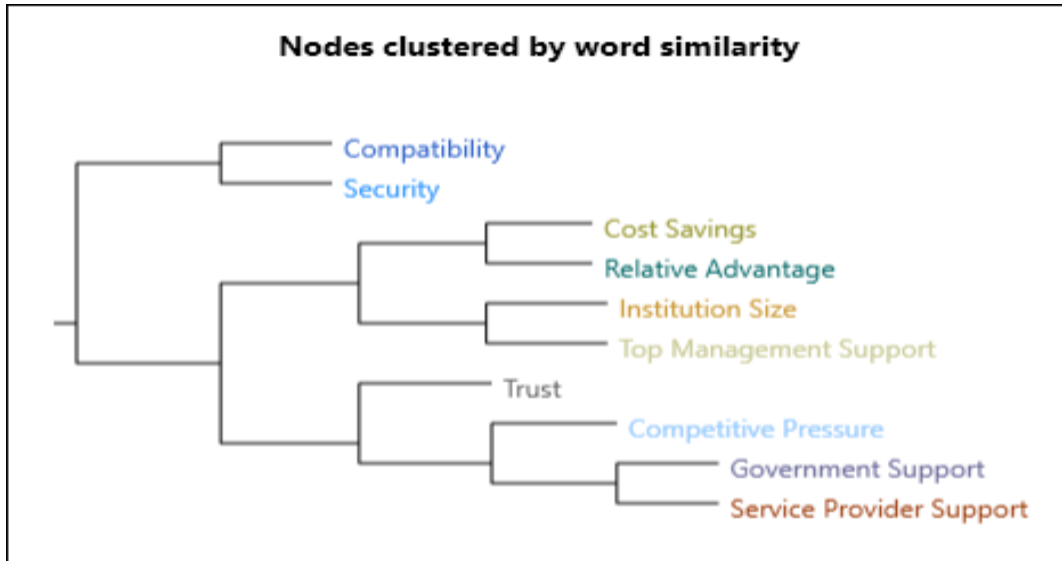 Nodes clustered by word similarity
Compatibility
Security
Cost Savings
Relative Advantage
Institution Size
Top Management Support
Trust
Competitive Pressure
Government Support
Service Provider Support